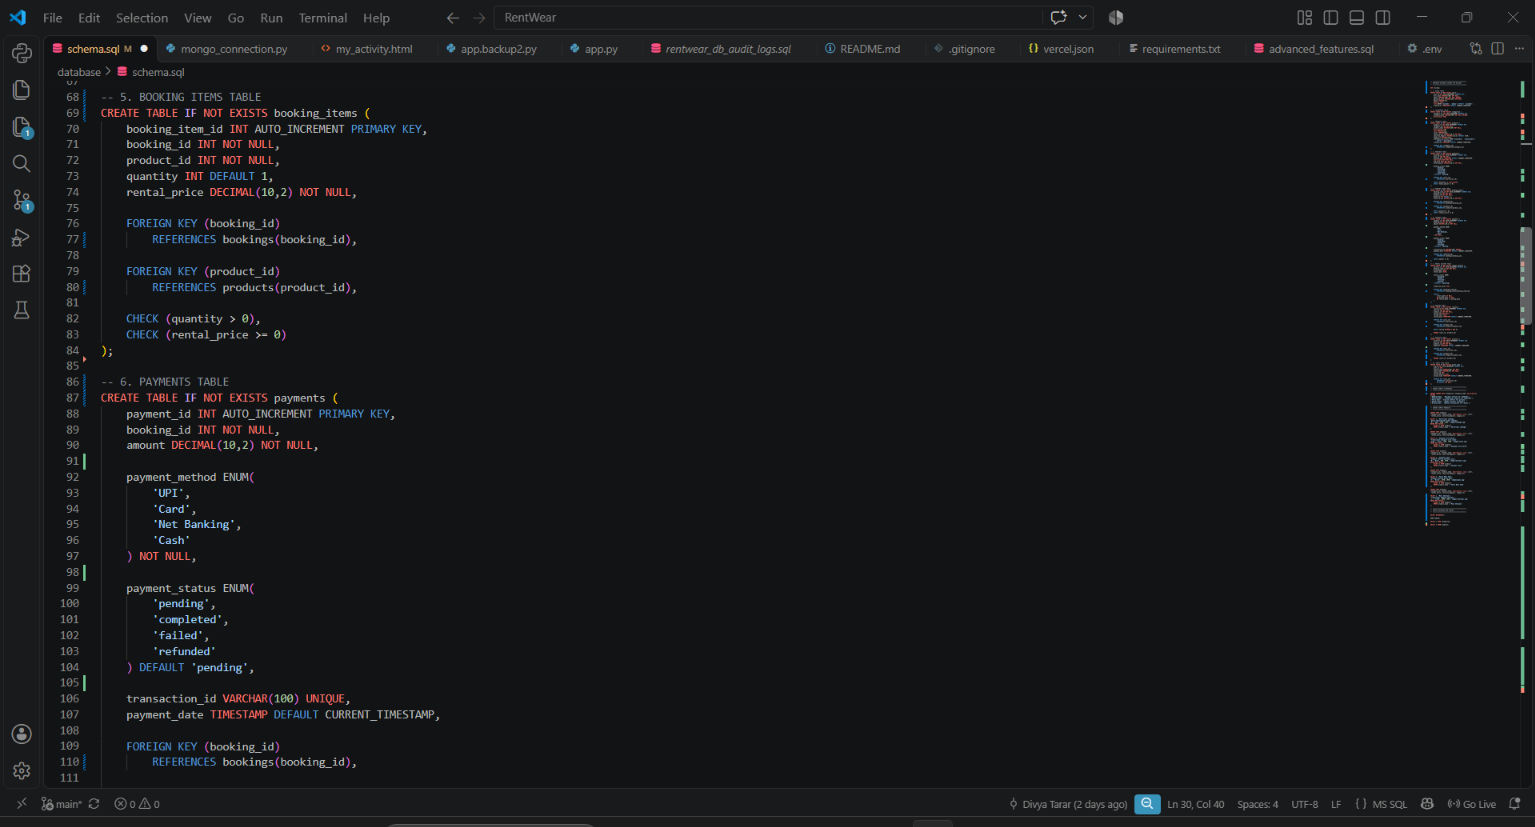 File Edit Selection View Go Run Terminal Help
RentWear
schema.sql M
mongo_connection.py
my_activity.html
app.backup2.py
app.py
rentwear_db_audit_logs.sql
README.md
.gitignore
vercel.json
requirements.txt
advanced_features.sql
.env
database > schema.sql
67
68 -- 5. BOOKING ITEMS TABLE
69 CREATE TABLE IF NOT EXISTS booking_items (
70 booking_item_id INT AUTO_INCREMENT PRIMARY KEY,
71 booking_id INT NOT NULL,
72 product_id INT NOT NULL,
73 quantity INT DEFAULT 1,
74 rental_price DECIMAL(10,2) NOT NULL,
75
76 FOREIGN KEY (booking_id)
77 REFERENCES bookings(booking_id),
78
79 FOREIGN KEY (product_id)
80 REFERENCES products(product_id),
81
82 CHECK (quantity > 0),
83 CHECK (rental_price >= 0)
84 );
85
86 -- 6. PAYMENTS TABLE
87 CREATE TABLE IF NOT EXISTS payments (
88 payment_id INT AUTO_INCREMENT PRIMARY KEY,
89 booking_id INT NOT NULL,
90 amount DECIMAL(10,2) NOT NULL,
91
92 payment_method ENUM(
93 'UPI',
94 'Card',
95 'Net Banking',
96 'Cash'
97 ) NOT NULL,
98
99 payment_status ENUM(
100 'pending',
101 'completed',
102 'failed',
103 'refunded'
104 ) DEFAULT 'pending',
105
106 transaction_id VARCHAR(100) UNIQUE,
107 payment_date TIMESTAMP DEFAULT CURRENT_TIMESTAMP,
108
109 FOREIGN KEY (booking_id)
110 REFERENCES bookings(booking_id),
111
1
1
main* 0 0 Divya Tarar (2 days ago) Ln 30, Col 40 Spaces: 4 UTF-8 LF { } MS SQL Go Live